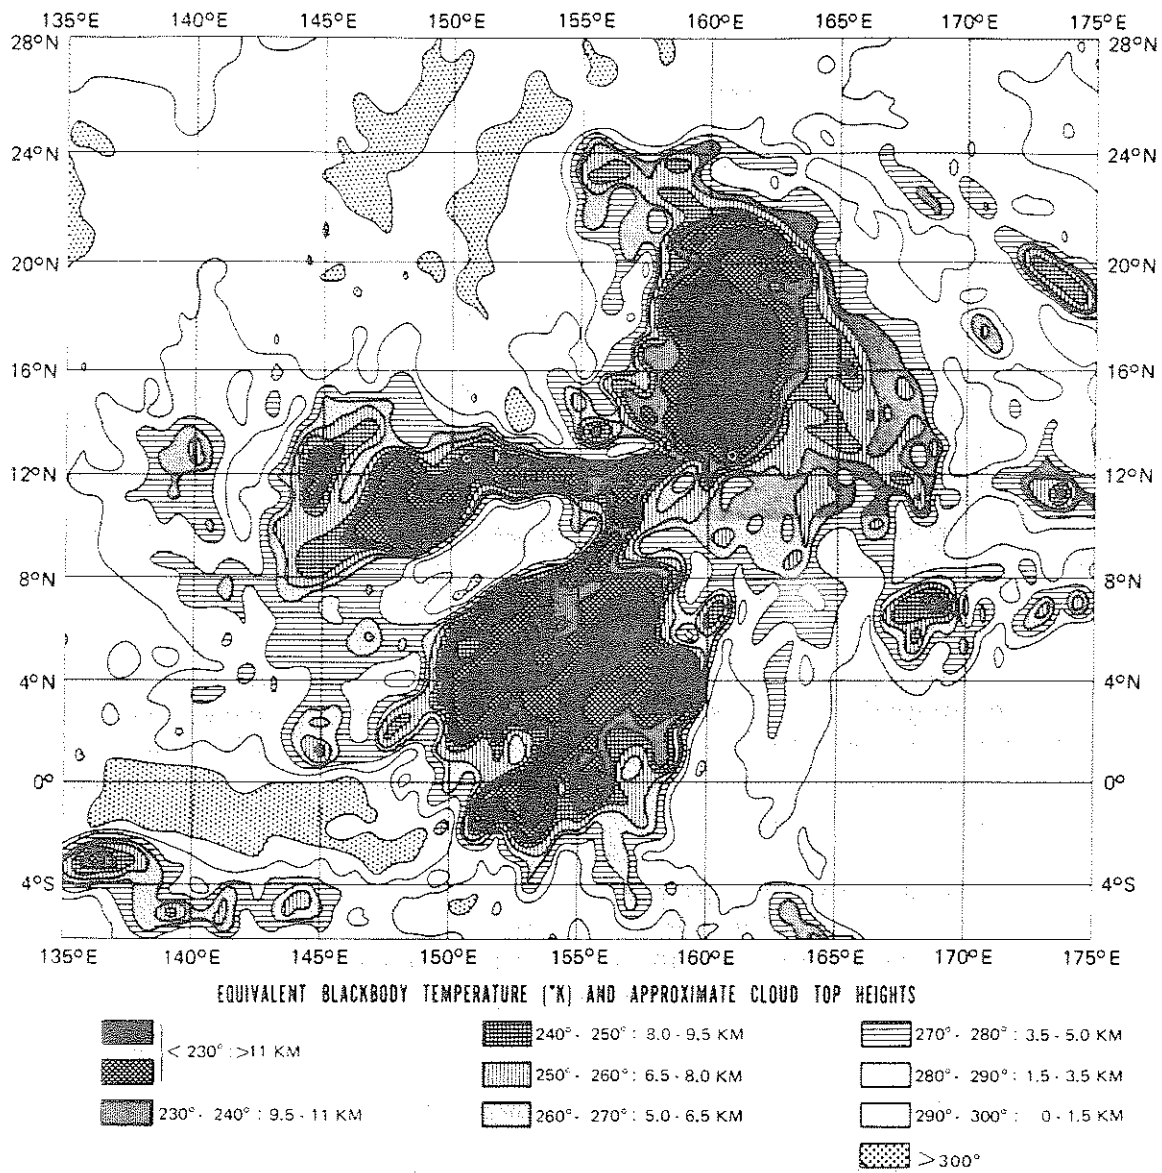 135°E 140°E 145°E 150°E 155°E 160°E 165°E 170°E 175°E
28°N 28°N
24°N 24°N
20°N 20°N
16°N 16°N
12°N 12°N
8°N 8°N
4°N 4°N
0° 0°
4°S 4°S
135°E 140°E 145°E 150°E 155°E 160°E 165°E 170°E 175°E
EQUIVALENT BLACKBODY TEMPERATURE (°K) AND APPROXIMATE CLOUD TOP HEIGHTS
< 230° : >11 KM
230° - 240° : 9.5 - 11 KM
240° - 250° : 8.0 - 9.5 KM
250° - 260° : 6.5 - 8.0 KM
260° - 270° : 5.0 - 6.5 KM
270° - 280° : 3.5 - 5.0 KM
280° - 290° : 1.5 - 3.5 KM
290° - 300° : 0 - 1.5 KM
>300°